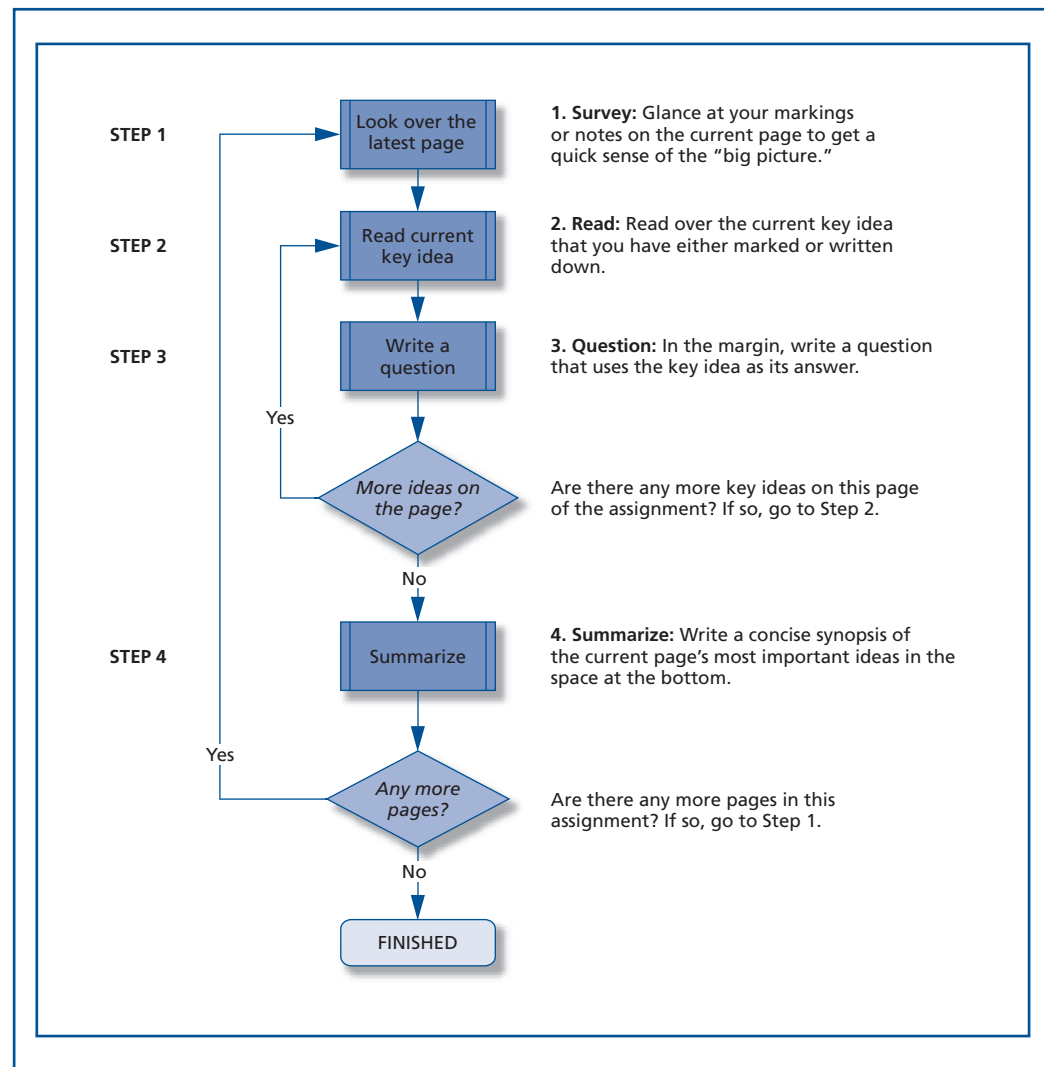 STEP 1
Look over the
latest page
1. Survey: Glance at your markings
or notes on the current page to get a
quick sense of the “big picture.”
STEP 2
Read current
key idea
2. Read: Read over the current key idea
that you have either marked or written
down.
STEP 3
Write a
question
3. Question: In the margin, write a question
that uses the key idea as its answer.
Yes
More ideas on
the page?
Are there any more key ideas on this page
of the assignment? If so, go to Step 2.
No
STEP 4
Summarize
4. Summarize: Write a concise synopsis of
the current page’s most important ideas in the
space at the bottom.
Yes
Any more
pages?
Are there any more pages in this
assignment? If so, go to Step 1.
No
FINISHED